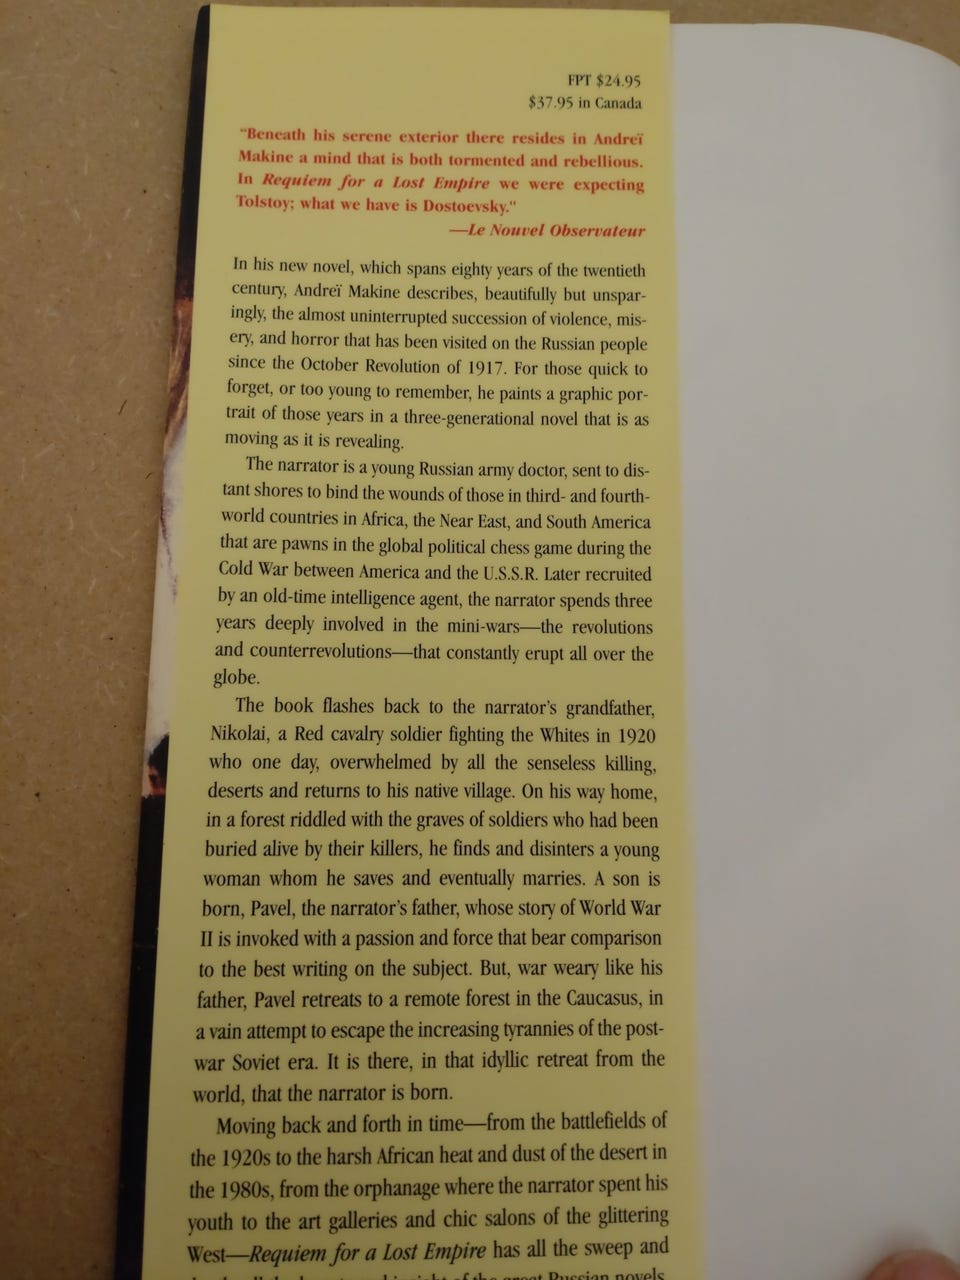 FPT $24.95
$37.95 in Canada
"Beneath his serene exterior there resides in Andreï
Makine a mind that is both tormented and rebellious.
In Requiem for a Lost Empire we were expecting
Tolstoy; what we have is Dostoevsky."
—Le Nouvel Observateur
In his new novel, which spans eighty years of the twentieth
century, Andreï Makine describes, beautifully but unspar-
ingly, the almost uninterrupted succession of violence, mis-
ery, and horror that has been visited on the Russian people
since the October Revolution of 1917. For those quick to
forget, or too young to remember, he paints a graphic por-
trait of those years in a three-generational novel that is as
moving as it is revealing.
The narrator is a young Russian army doctor, sent to dis-
tant shores to bind the wounds of those in third- and fourth-
world countries in Africa, the Near East, and South America
that are pawns in the global political chess game during the
Cold War between America and the U.S.S.R. Later recruited
by an old-time intelligence agent, the narrator spends three
years deeply involved in the mini-wars—the revolutions
and counterrevolutions—that constantly erupt all over the
globe.
The book flashes back to the narrator's grandfather,
Nikolai, a Red cavalry soldier fighting the Whites in 1920
who one day, overwhelmed by all the senseless killing,
deserts and returns to his native village. On his way home,
in a forest riddled with the graves of soldiers who had been
buried alive by their killers, he finds and disinters a young
woman whom he saves and eventually marries. A son is
born, Pavel, the narrator's father, whose story of World War
II is invoked with a passion and force that bear comparison
to the best writing on the subject. But, war weary like his
father, Pavel retreats to a remote forest in the Caucasus, in
a vain attempt to escape the increasing tyrannies of the post-
war Soviet era. It is there, in that idyllic retreat from the
world, that the narrator is born.
Moving back and forth in time—from the battlefields of
the 1920s to the harsh African heat and dust of the desert in
the 1980s, from the orphanage where the narrator spent his
youth to the art galleries and chic salons of the glittering
West—Requiem for a Lost Empire has all the sweep and
of the great Russian novels